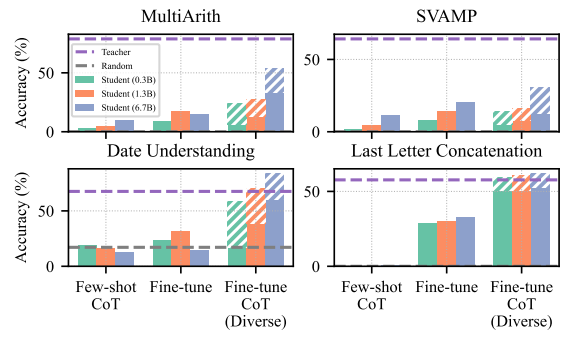 MultiArith
SVAMP
Accuracy (%)
50
0
Teacher
Random
Student (0.3B)
Student (1.3B)
Student (6.7B)
50
0
Date Understanding
Last Letter Concatenation
Accuracy (%)
50
0
50
0
Few-shot
CoT
Fine-tune
Fine-tune
CoT
(Diverse)
Few-shot
CoT
Fine-tune
Fine-tune
CoT
(Diverse)